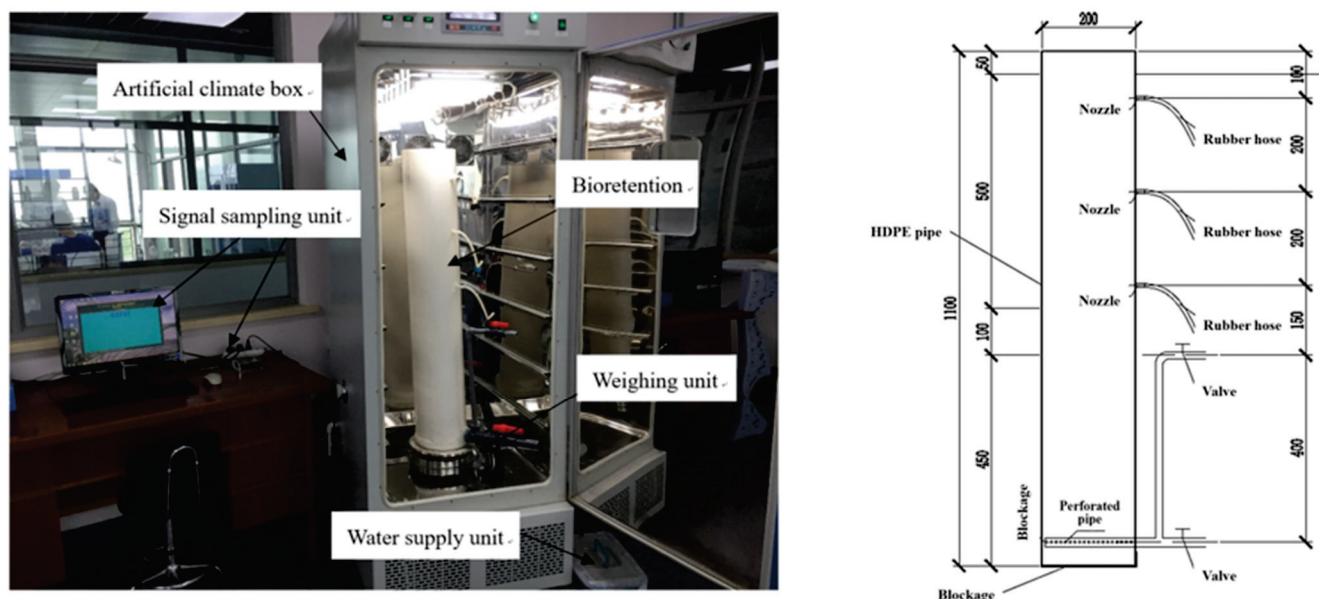 Artificial climate box
Signal sampling unit
Bioretention
Weighing unit
Water supply unit
200
50
500
100
450
1100
100
200
200
150
400
Nozzle
Rubber hose
Nozzle
Rubber hose
HDPE pipe
Nozzle
Rubber hose
Valve
Blockage
Perforated
pipe
Valve
Blockage